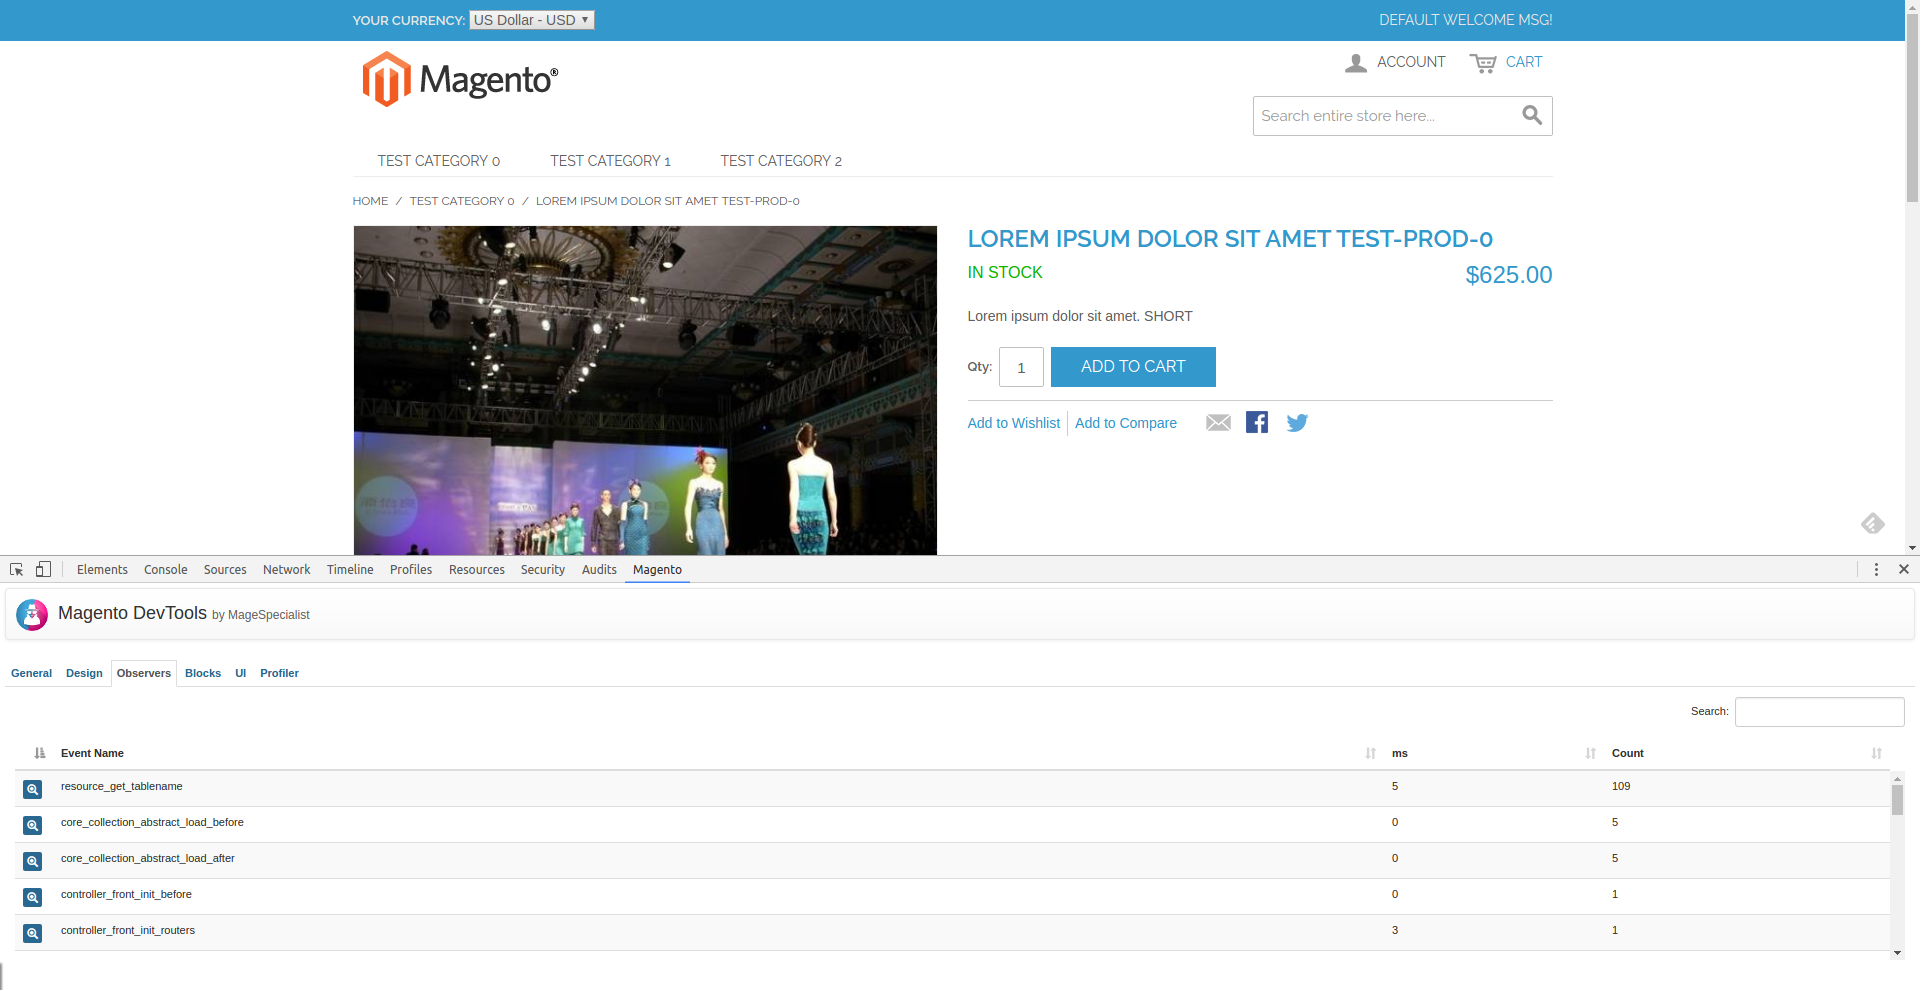 YOUR CURRENCY: US Dollar - USD
DEFAULT WELCOME MSG!
Magento®
ACCOUNT CART
Search entire store here...
TEST CATEGORY 0 TEST CATEGORY 1 TEST CATEGORY 2
HOME / TEST CATEGORY 0 / LOREM IPSUM DOLOR SIT AMET TEST-PROD-0
LOREM IPSUM DOLOR SIT AMET TEST-PROD-0
IN STOCK
$625.00
Lorem ipsum dolor sit amet. SHORT
Qty: 1 ADD TO CART
Add to Wishlist Add to Compare
Elements Console Sources Network Timeline Profiles Resources Security Audits Magento
Magento DevTools by MageSpecialist
General Design Observers Blocks UI Profiler
Search:
Event Name ms Count
resource_get_tablename 5 109
core_collection_abstract_load_before 0 5
core_collection_abstract_load_after 0 5
controller_front_init_before 0 1
controller_front_init_routers 3 1